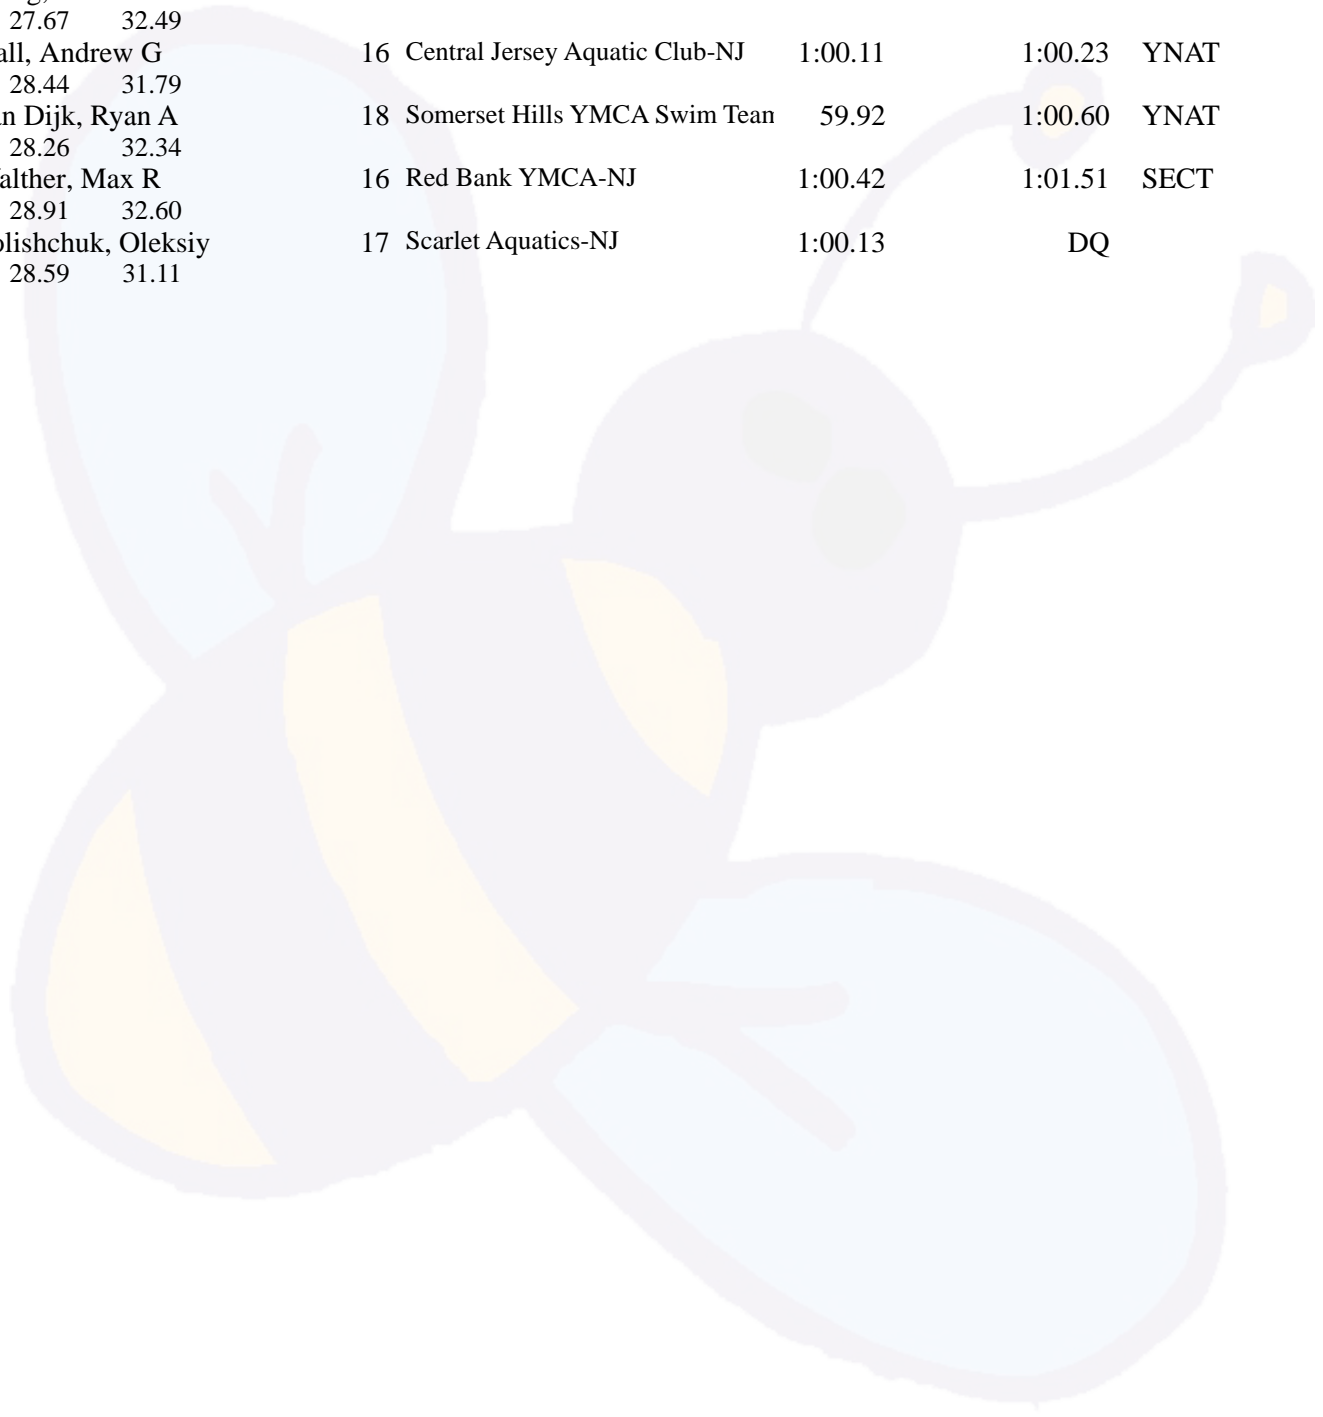 27.67 32.49
all, Andrew G 16 Central Jersey Aquatic Club-NJ 1:00.11 1:00.23 YNAT
28.44 31.79
n Dijk, Ryan A 18 Somerset Hills YMCA Swim Tean 59.92 1:00.60 YNAT
28.26 32.34
alther, Max R 16 Red Bank YMCA-NJ 1:00.42 1:01.51 SECT
28.91 32.60
olishchuk, Oleksiy 17 Scarlet Aquatics-NJ 1:00.13 DQ
28.59 31.11